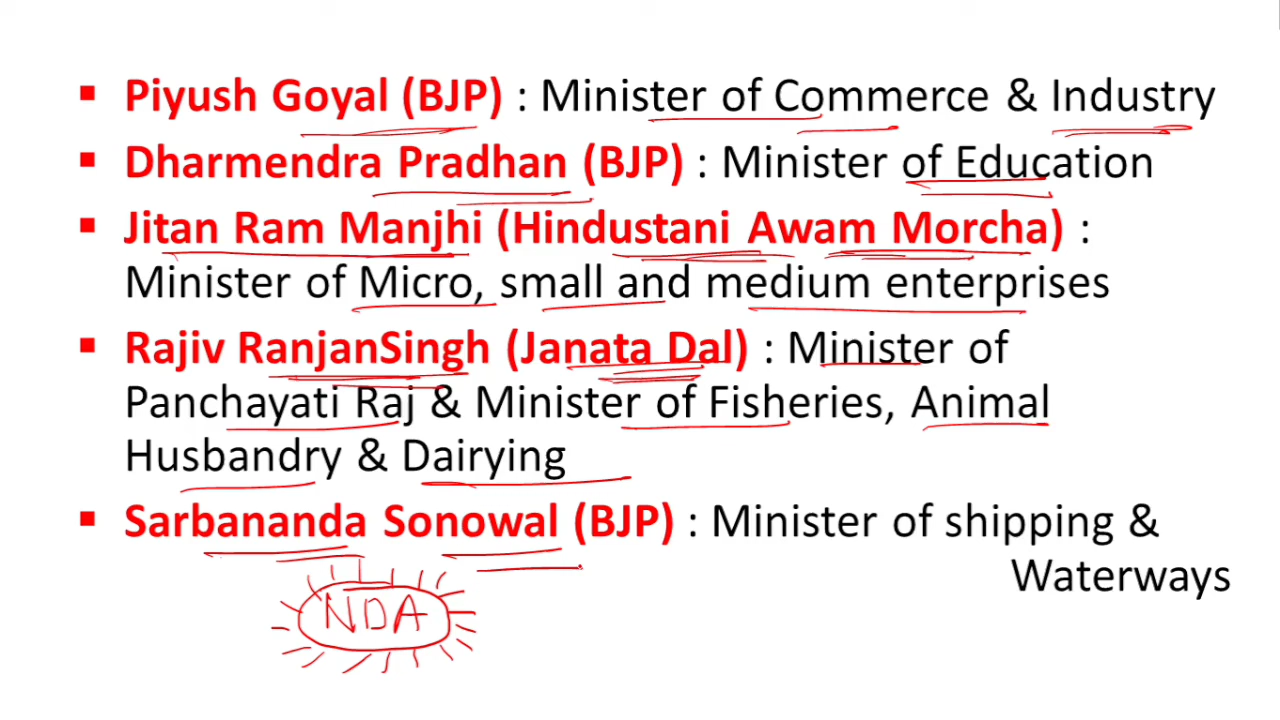 ▪ Piyush Goyal (BJP) : Minister of Commerce & Industry
▪ Dharmendra Pradhan (BJP) : Minister of Education
▪ Jitan Ram Manjhi (Hindustani Awam Morcha) :
Minister of Micro, small and medium enterprises
▪ Rajiv RanjanSingh (Janata Dal) : Minister of
Panchayati Raj & Minister of Fisheries, Animal
Husbandry & Dairying
▪ Sarbananda Sonowal (BJP) : Minister of shipping &
Waterways
NDA